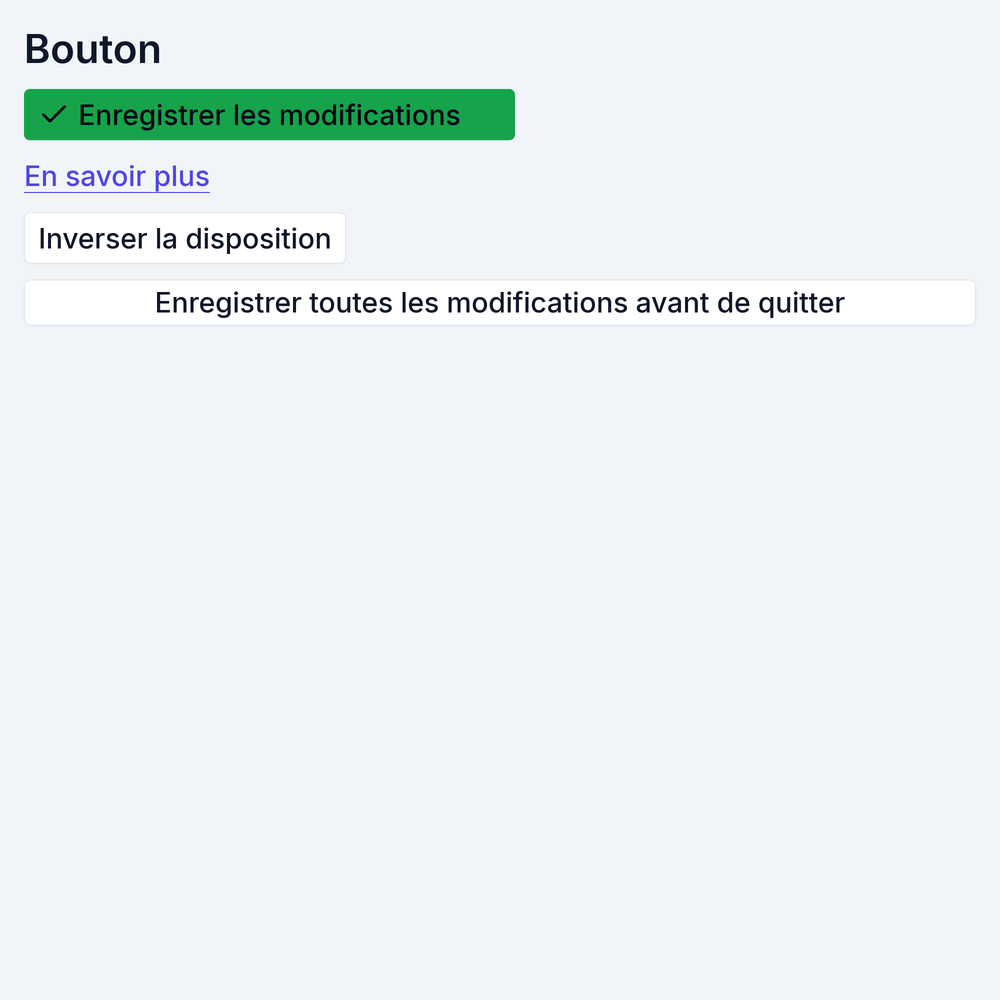 Bouton
Enregistrer les modifications
En savoir plus
Inverser la disposition
Enregistrer toutes les modifications avant de quitter